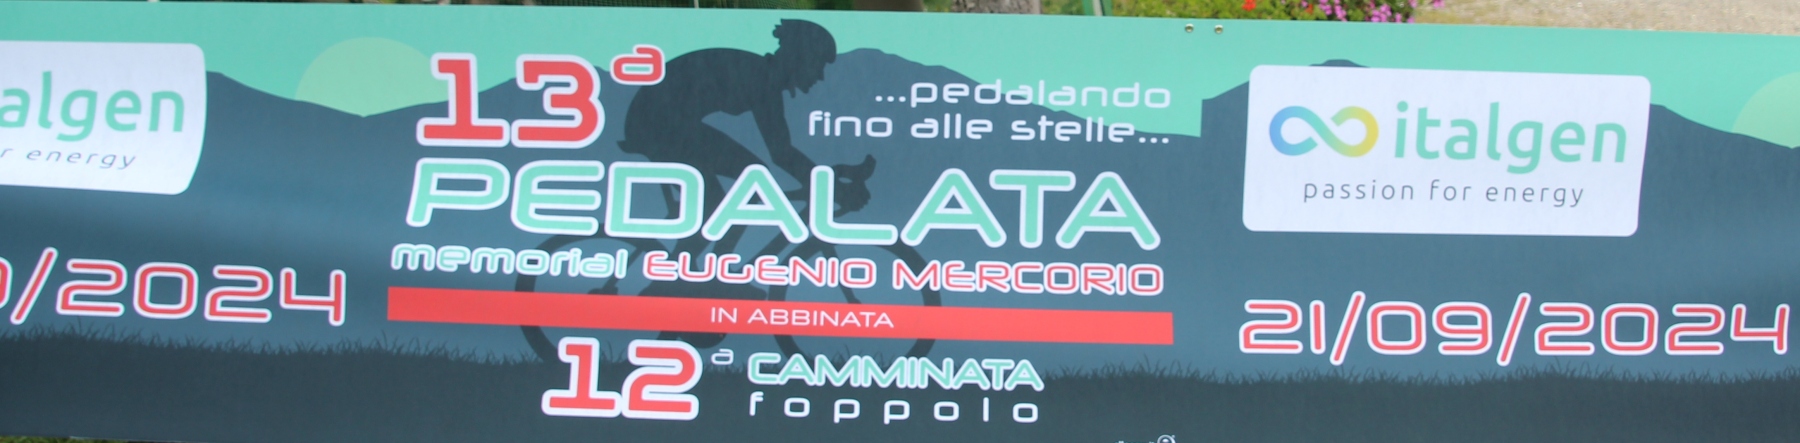 13ª
...pedalando
fino alle stelle...
PEDALATA
memorial EUGENIO MERCORIO
IN ABBINATA
12ª CAMMINATA
foppolo
italgen
passion for energy
21/09/2024
talgen
r energy
/2024